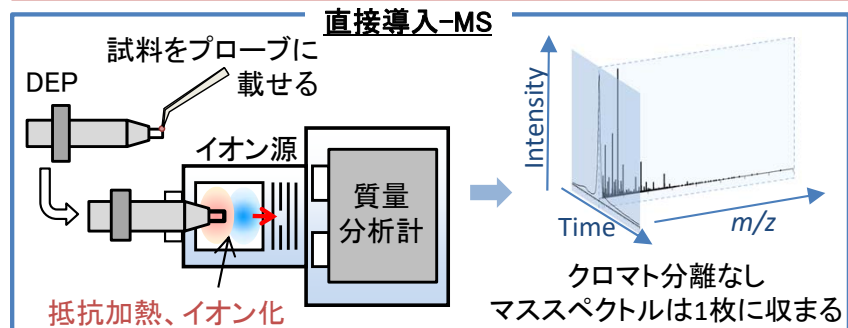 直接導入-MS
試料をプローブに
載せる
DEP
イオン源
質量
分析計
抵抗加熱、イオン化
Intensity
Time
m/z
クロマト分離なし
マススペクトルは1枚に収まる